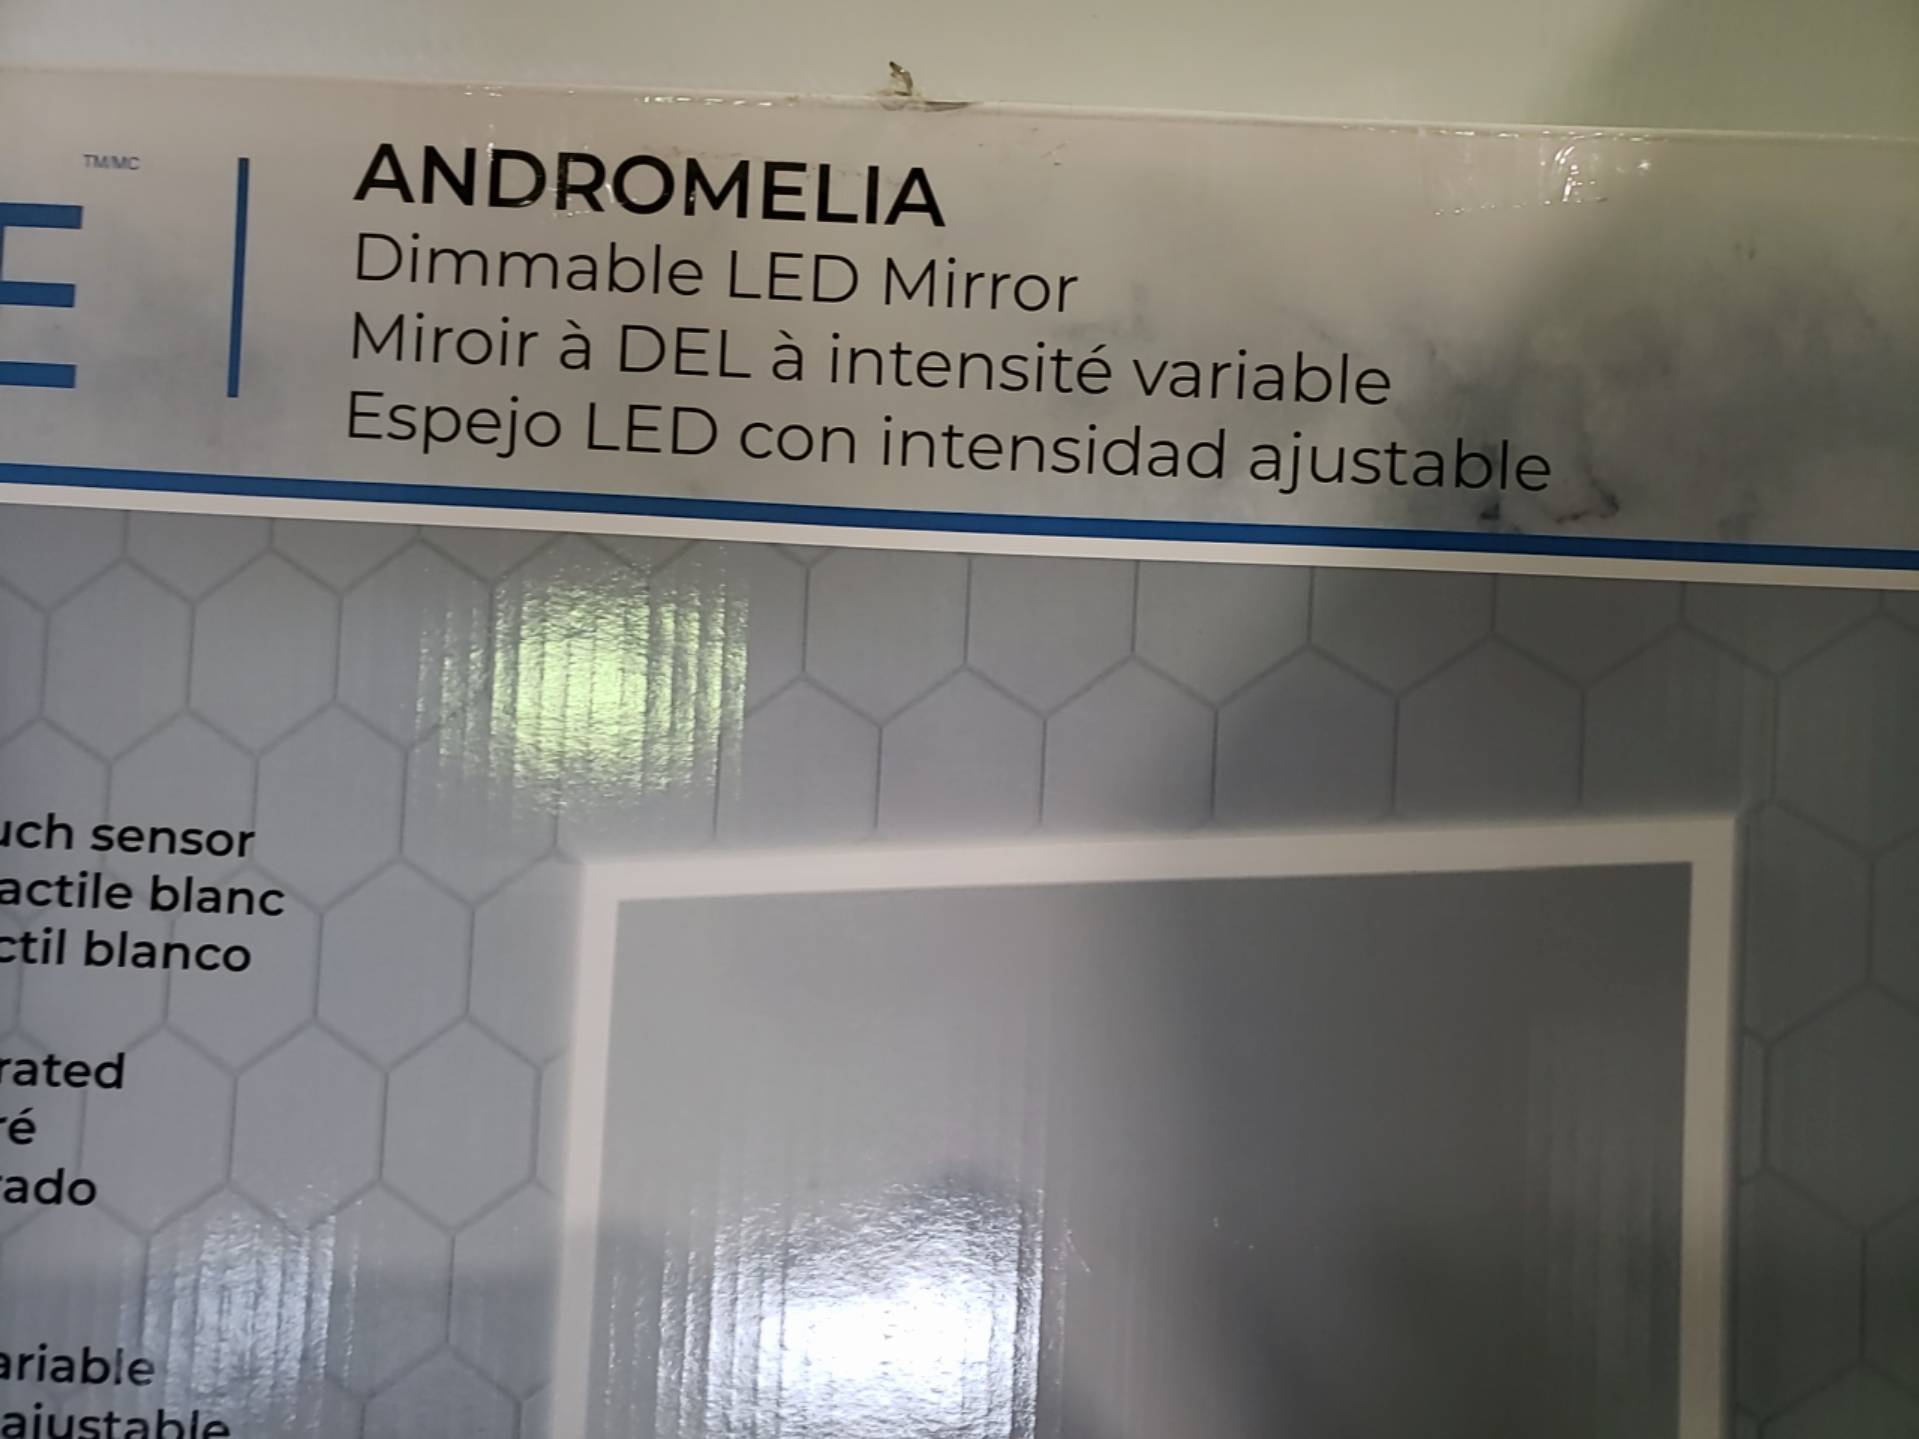 E
TM/MC
ANDROMELIA
Dimmable LED Mirror
Miroir à DEL à intensité variable
Espejo LED con intensidad ajustable
uch sensor
actile blanc
ctil blanco
rated
ré
rado
ariable
ajustable